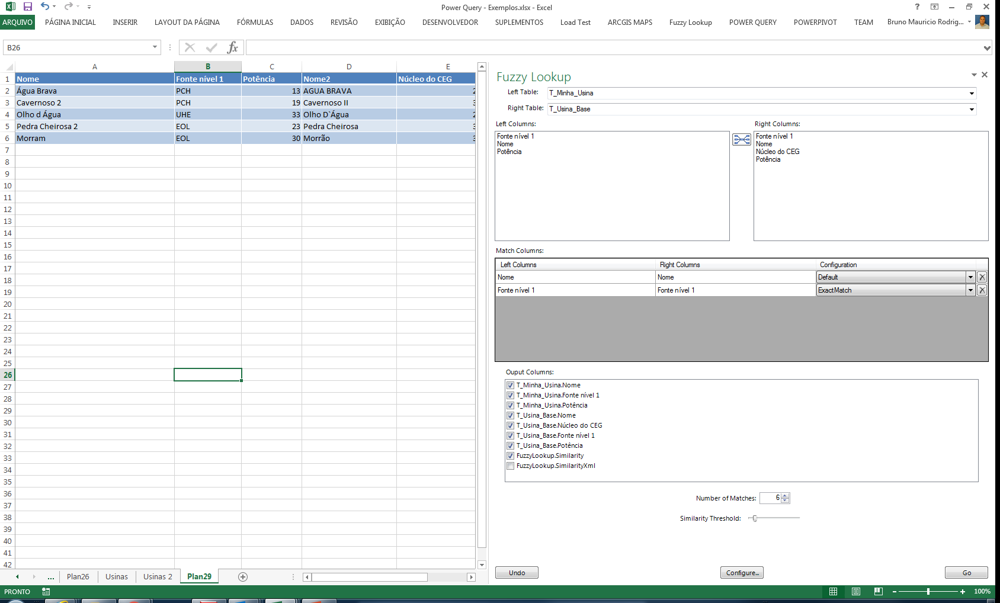 Power Query - Exemplos.xlsx - Excel
ARQUIVO PÁGINA INICIAL INSERIR LAYOUT DA PÁGINA FÓRMULAS DADOS REVISÃO EXIBIÇÃO DESENVOLVEDOR SUPLEMENTOS Load Test ARCGIS MAPS Fuzzy Lookup POWER QUERY POWERPIVOT TEAM Bruno Mauricio Rodrig...
B26 fx
A B C D E
1 Nome Fonte nível 1 Potência Nome2 Núcleo do CEG
2 Água Brava PCH 13 AGUA BRAVA 2
3 Cavernoso 2 PCH 19 Cavernoso II 3
4 Olho d Água UHE 33 Olho D`Água 2
5 Pedra Cheirosa 2 EOL 23 Pedra Cheirosa 3
6 Morram EOL 30 Morrão 3
7
8
9
10
11
12
13
14
15
16
17
18
19
20
21
22
23
24
25
26
27
28
29
30
31
32
33
34
35
36
37
38
39
40
41
42
... Plan26 Usinas Usinas 2 Plan29
Fuzzy Lookup
Left Table: T_Minha_Usina
Right Table: T_Usina_Base
Left Columns: Right Columns:
Fonte nível 1
Nome
Potência
Fonte nível 1
Nome
Núcleo do CEG
Potência
Match Columns:
Left Columns Right Columns Configuration
Nome Nome Default
Fonte nível 1 Fonte nível 1 ExactMatch
Ouput Columns:
T_Minha_Usina.Nome
T_Minha_Usina.Fonte nível 1
T_Minha_Usina.Potência
T_Usina_Base.Nome
T_Usina_Base.Núcleo do CEG
T_Usina_Base.Fonte nível 1
T_Usina_Base.Potência
FuzzyLookup.Similarity
FuzzyLookup.SimilarityXml
Number of Matches: 6
Similarity Threshold:
Undo Configure... Go
PRONTO 100%